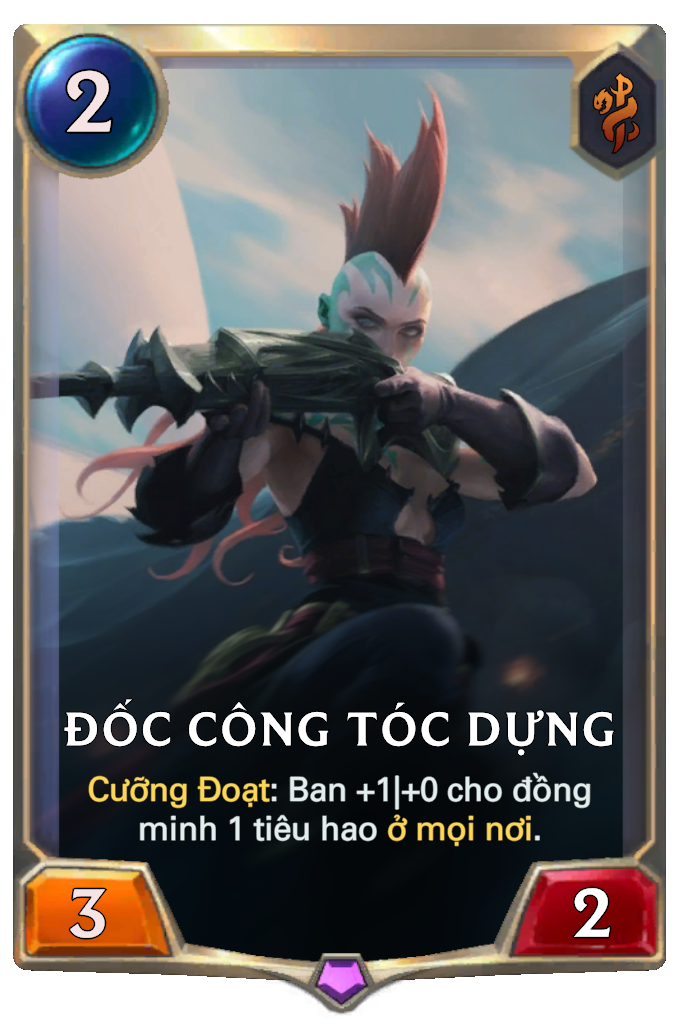 2
ĐỐC CÔNG TÓC DỰNG
Cưỡng Đoạt: Ban +1|+0 cho đồng
minh 1 tiêu hao ở mọi nơi.
3
2